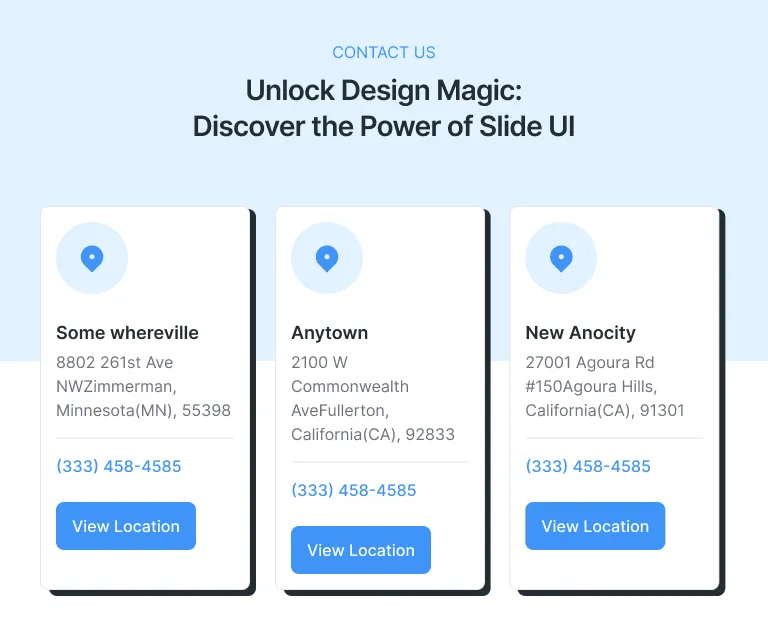 CONTACT US
Unlock Design Magic:
Discover the Power of Slide UI
Some whereville
8802 261st Ave
NWZimmerman,
Minnesota(MN), 55398
(333) 458-4585
View Location
Anytown
2100 W
Commonwealth
AveFullerton,
California(CA), 92833
(333) 458-4585
View Location
New Anocity
27001 Agoura Rd
#150Agoura Hills,
California(CA), 91301
(333) 458-4585
View Location